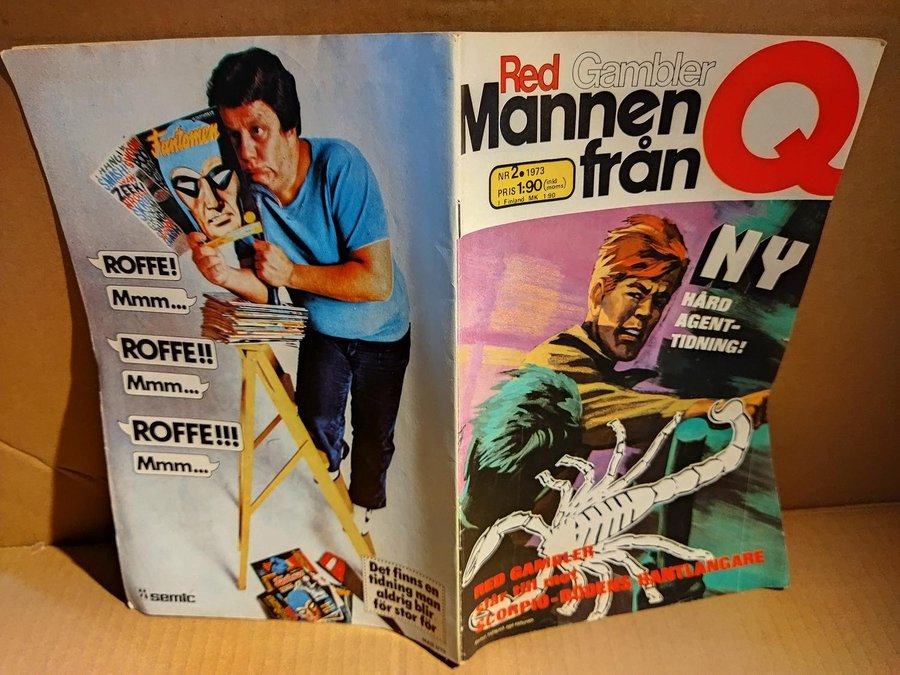 ROFFE!
Mmm...
ROFFE!!
Mmm...
ROFFE!!!
Mmm...
Fantomen
semic
Det finns en
tidning man
aldrig blir
för stor för
Red Gambler
Mannen
från
Q
NR 2 • 1973
PRIS 1:90 (inkl moms)
I Finland MK 1:90
NY
HÅRD
AGENT-
TIDNING!
RED GAMBLER
slår till mot
SCORPIO-LIGANS HANTLANGARE